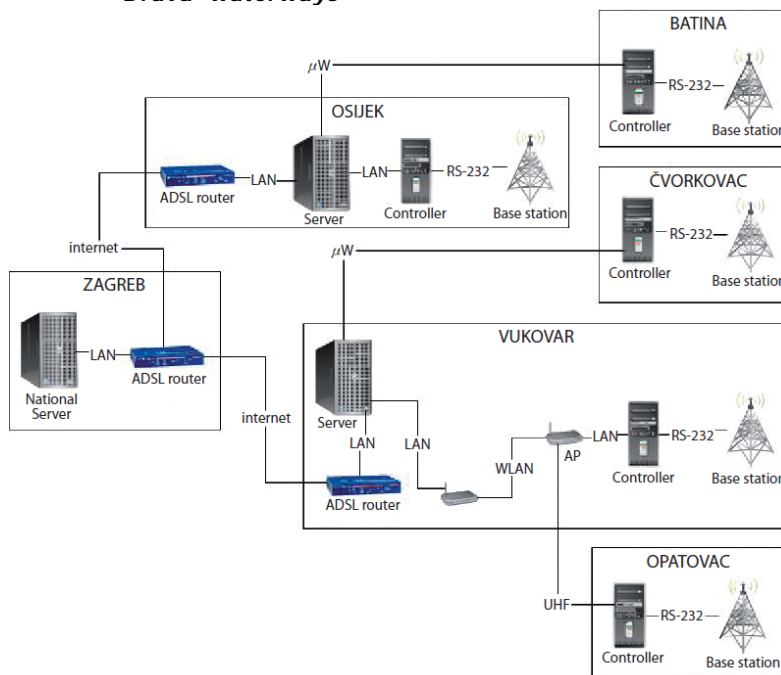 BATINA
µW
RS-232
Controller
Base station
OSIJEK
LAN
LAN
RS-232
ADSL router
Server
Controller
Base station
ČVORKOVAC
µW
RS-232
Controller
Base station
internet
ZAGREB
LAN
ADSL router
National
Server
internet
VUKOVAR
Server
LAN
LAN
WLAN
AP
LAN
RS-232
Controller
Base station
ADSL router
OPATOVAC
UHF
RS-232
Controller
Base station